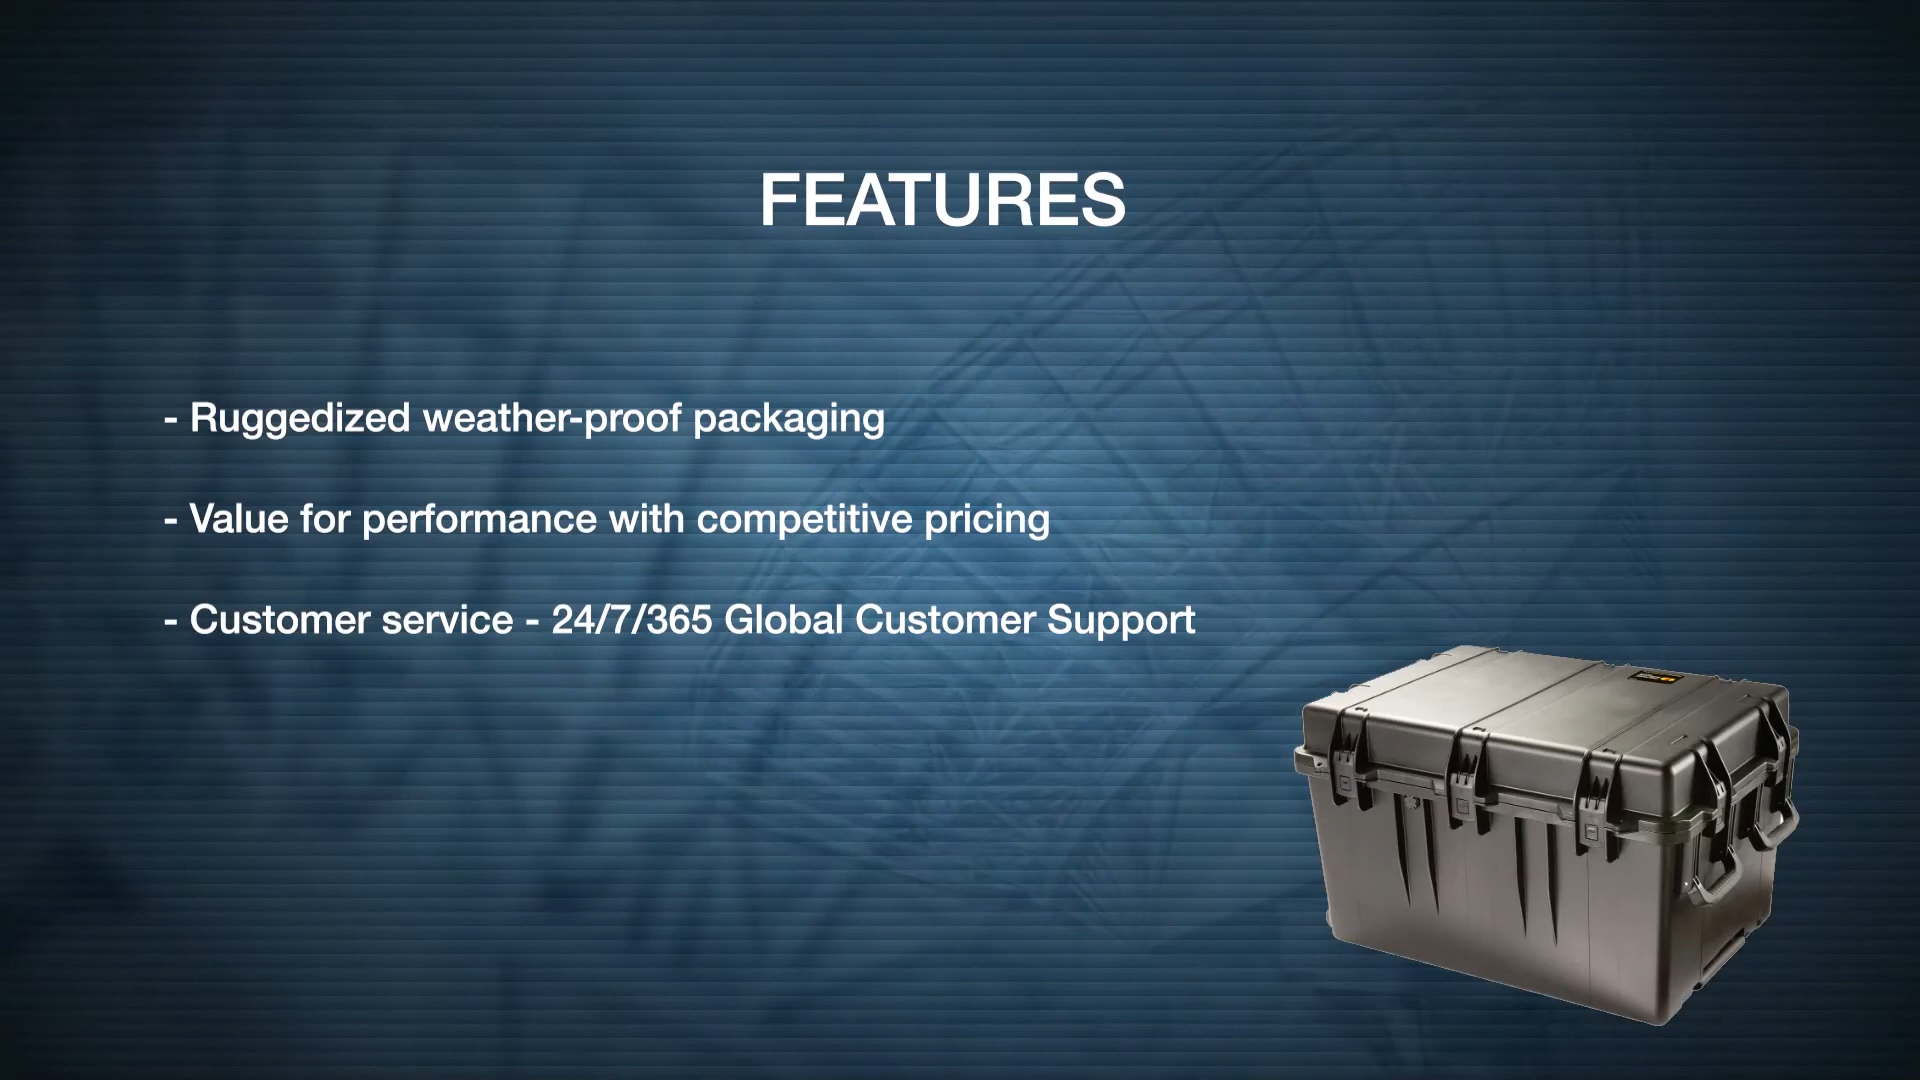 FEATURES
- Ruggedized weather-proof packaging
- Value for performance with competitive pricing
- Customer service - 24/7/365 Global Customer Support